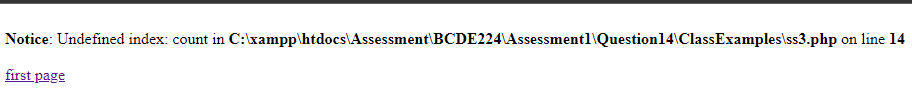 Notice: Undefined index: count in C:\xampp\htdocs\Assessment\BCDE224\Assessment1\Question14\ClassExamples\ss3.php on line 14
first page